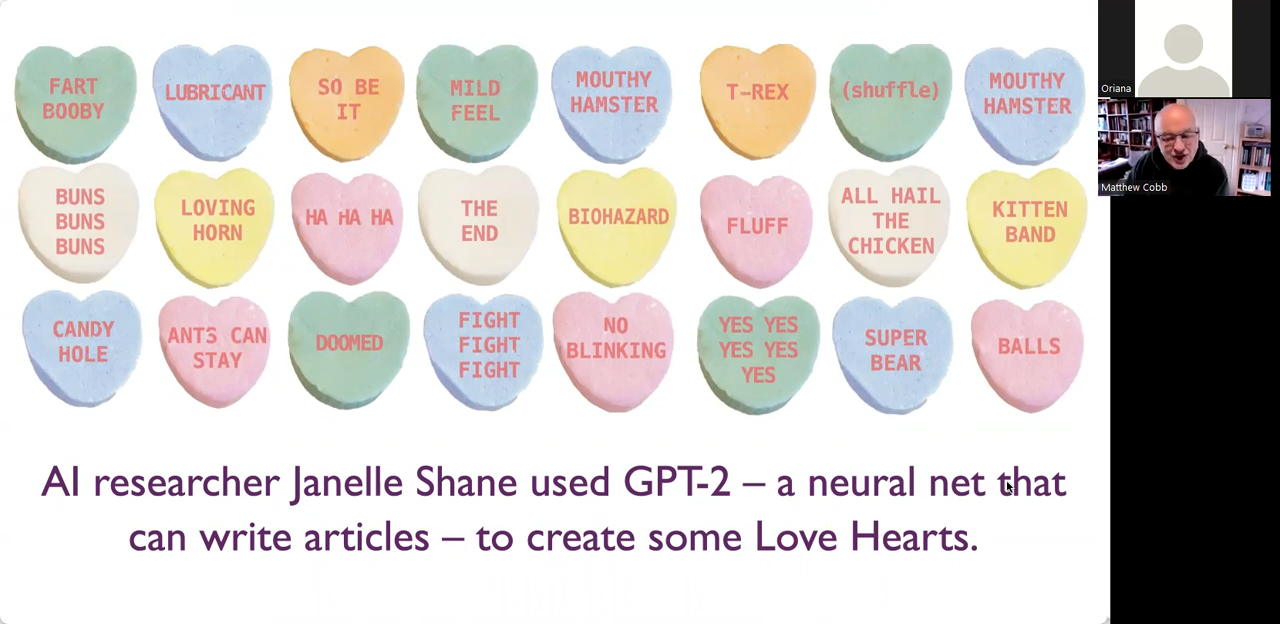 FART
BOOBY
LUBRICANT
SO BE
IT
MILD
FEEL
MOUTHY
HAMSTER
T-REX
(shuffle)
MOUTHY
HAMSTER
BUNS
BUNS
BUNS
LOVING
HORN
HA HA HA
THE
END
BIOHAZARD
FLUFF
ALL HAIL
THE
CHICKEN
KITTEN
BAND
CANDY
HOLE
ANTS CAN
STAY
DOOMED
FIGHT
FIGHT
FIGHT
NO
BLINKING
YES YES
YES YES
YES
SUPER
BEAR
BALLS
AI researcher Janelle Shane used GPT-2 – a neural net that
can write articles – to create some Love Hearts.
Oriana
Matthew Cobb